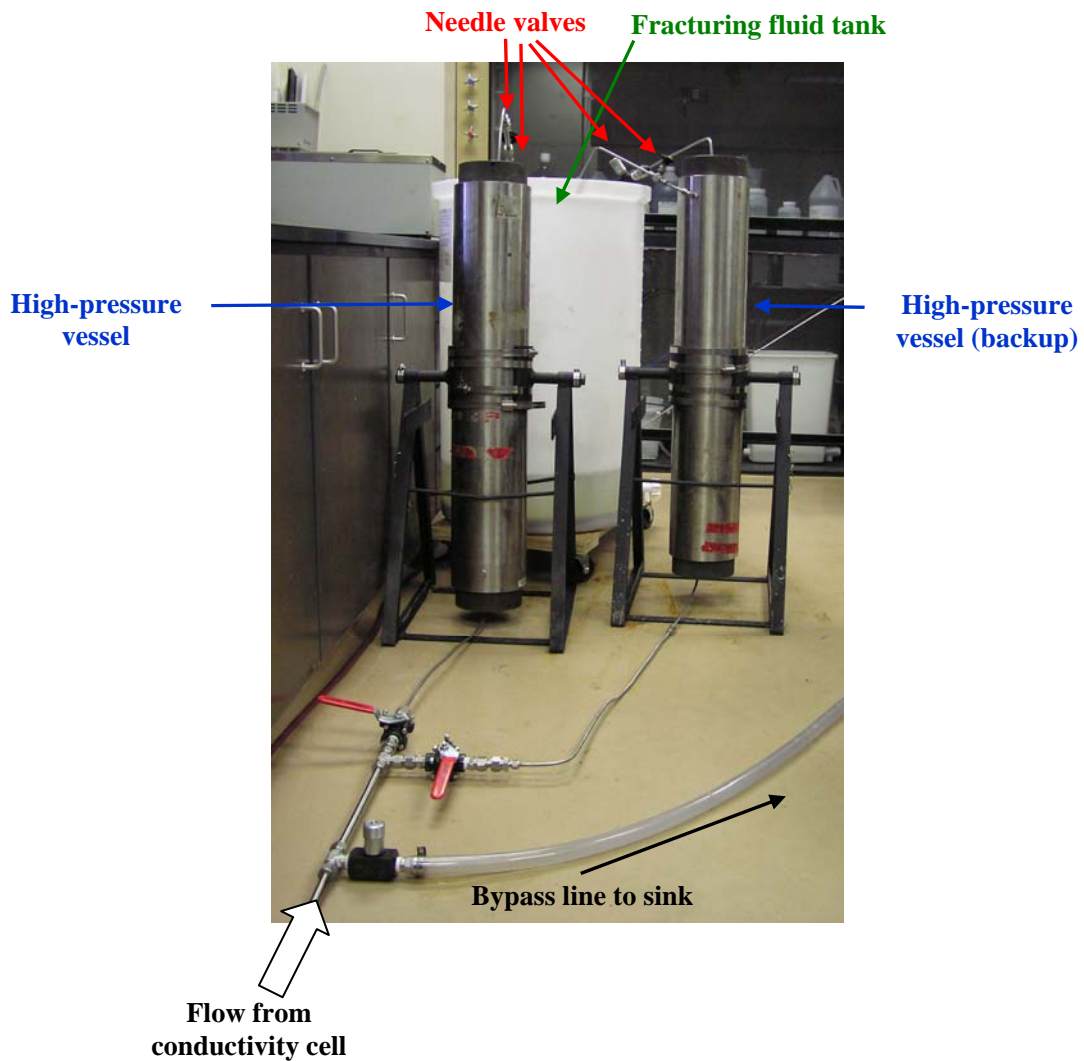 Needle valves
Fracturing fluid tank
High-pressure
vessel
High-pressure
vessel (backup)
Bypass line to sink
Flow from
conductivity cell